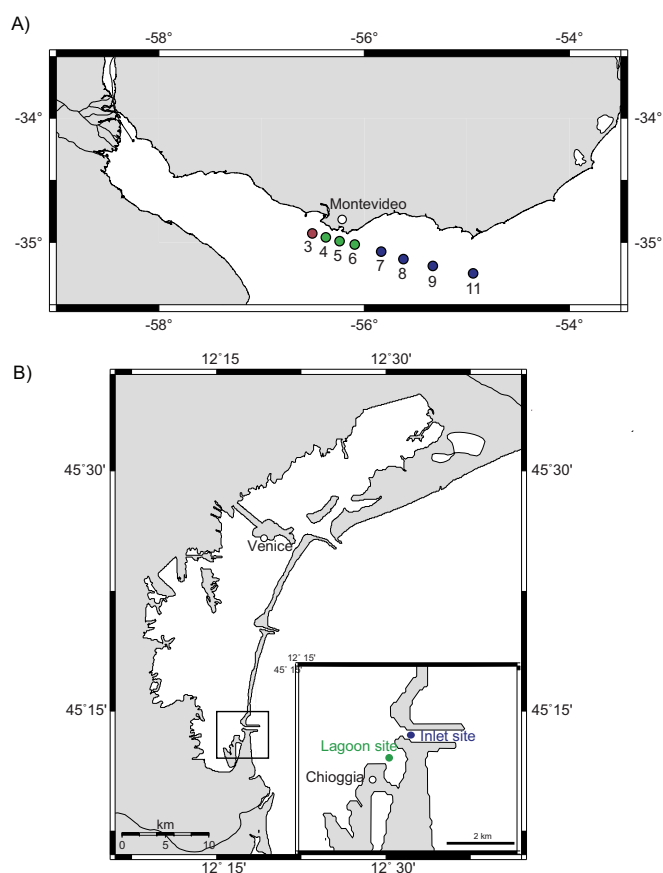 A)
-58° -56° -54°
-34° -34°
Montevideo
-35° -35°
3 4 5 6 7 8 9 11
-58° -56° -54°
B)
12°15' 12°30'
45°30' 45°30'
Venice
12° 15'
45° 15'
45°15' 45°15'
Inlet site
Lagoon site
Chioggia
km
0 5 10
2 km
12° 15' 12° 30'